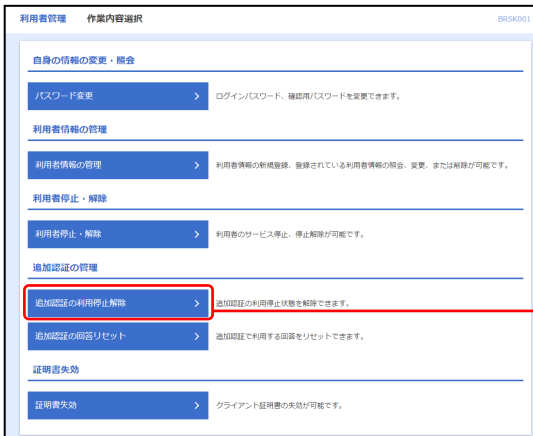 利用者管理 作業内容選択 BRSK001
自身の情報の変更・照会
パスワード変更 ログインパスワード、確認用パスワードを変更できます。
利用者情報の管理
利用者情報の管理 利用者情報の新規登録、登録されている利用者情報の照会、変更、または削除が可能です。
利用者停止・解除
利用者停止・解除 利用者のサービス停止、停止解除が可能です。
追加認証の管理
追加認証の利用停止解除 追加認証の利用停止状態を解除できます。
追加認証の回答リセット 追加認証で利用する回答をリセットできます。
証明書失効
証明書失効 クライアント証明書の失効が可能です。